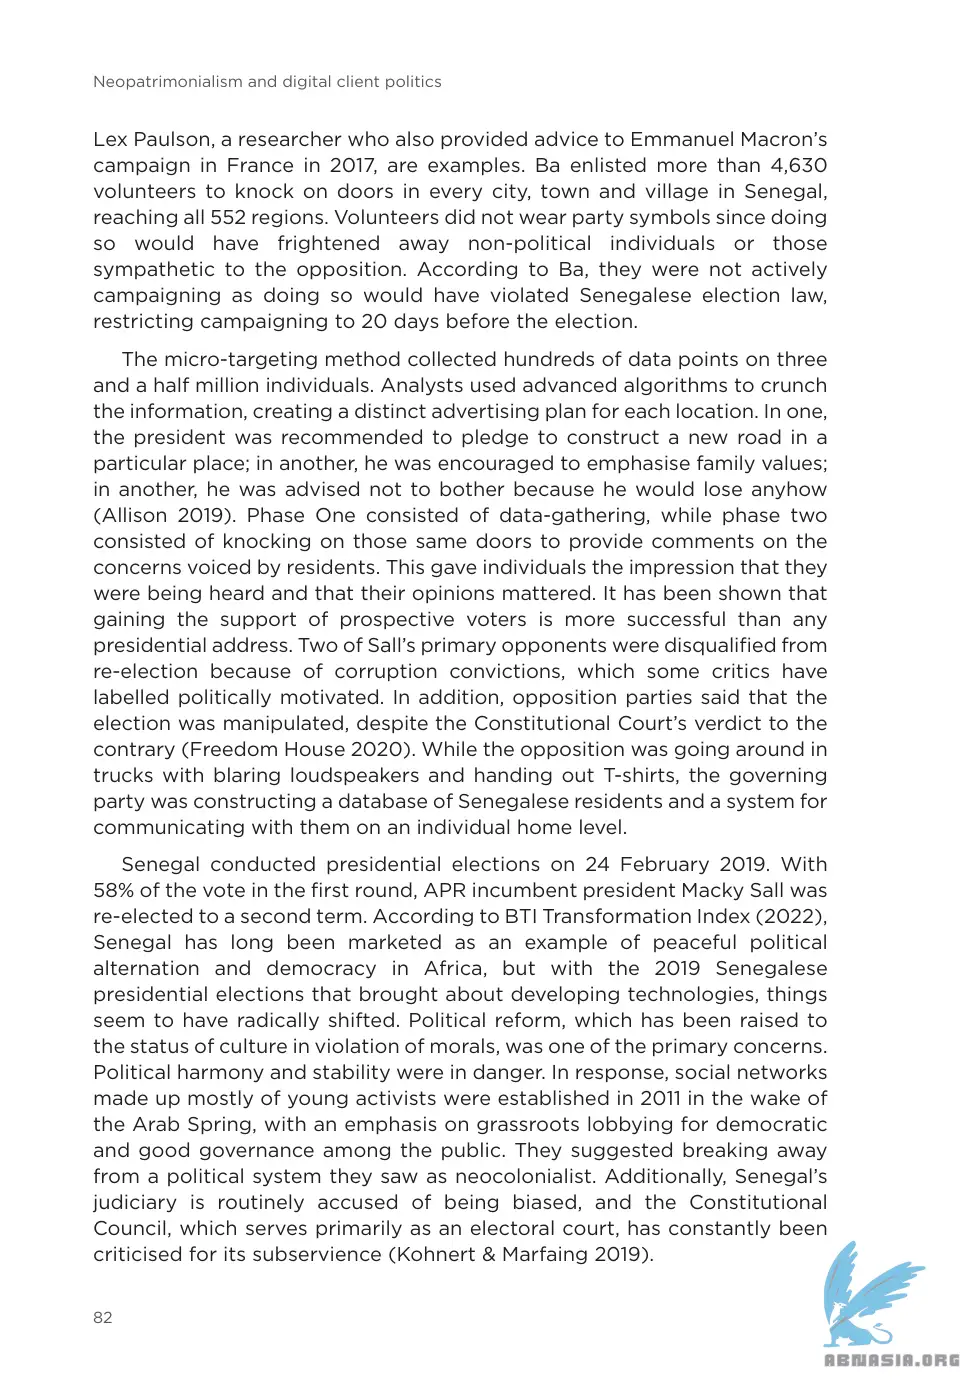 Neopatrimonialism and digital client politics
Lex Paulson, a researcher who also provided advice to Emmanuel Macron’s
campaign in France in 2017, are examples. Ba enlisted more than 4,630
volunteers to knock on doors in every city, town and village in Senegal,
reaching all 552 regions. Volunteers did not wear party symbols since doing
so would have frightened away non-political individuals or those
sympathetic to the opposition. According to Ba, they were not actively
campaigning as doing so would have violated Senegalese election law,
restricting campaigning to 20 days before the election.
The micro-targeting method collected hundreds of data points on three
and a half million individuals. Analysts used advanced algorithms to crunch
the information, creating a distinct advertising plan for each location. In one,
the president was recommended to pledge to construct a new road in a
particular place; in another, he was encouraged to emphasise family values;
in another, he was advised not to bother because he would lose anyhow
(Allison 2019). Phase One consisted of data-gathering, while phase two
consisted of knocking on those same doors to provide comments on the
concerns voiced by residents. This gave individuals the impression that they
were being heard and that their opinions mattered. It has been shown that
gaining the support of prospective voters is more successful than any
presidential address. Two of Sall’s primary opponents were disqualified from
re-election because of corruption convictions, which some critics have
labelled politically motivated. In addition, opposition parties said that the
election was manipulated, despite the Constitutional Court’s verdict to the
contrary (Freedom House 2020). While the opposition was going around in
trucks with blaring loudspeakers and handing out T-shirts, the governing
party was constructing a database of Senegalese residents and a system for
communicating with them on an individual home level.
Senegal conducted presidential elections on 24 February 2019. With
58% of the vote in the first round, APR incumbent president Macky Sall was
re-elected to a second term. According to BTI Transformation Index (2022),
Senegal has long been marketed as an example of peaceful political
alternation and democracy in Africa, but with the 2019 Senegalese
presidential elections that brought about developing technologies, things
seem to have radically shifted. Political reform, which has been raised to
the status of culture in violation of morals, was one of the primary concerns.
Political harmony and stability were in danger. In response, social networks
made up mostly of young activists were established in 2011 in the wake of
the Arab Spring, with an emphasis on grassroots lobbying for democratic
and good governance among the public. They suggested breaking away
from a political system they saw as neocolonialist. Additionally, Senegal’s
judiciary is routinely accused of being biased, and the Constitutional
Council, which serves primarily as an electoral court, has constantly been
criticised for its subservience (Kohnert & Marfaing 2019).
82
ABNASIA.ORG